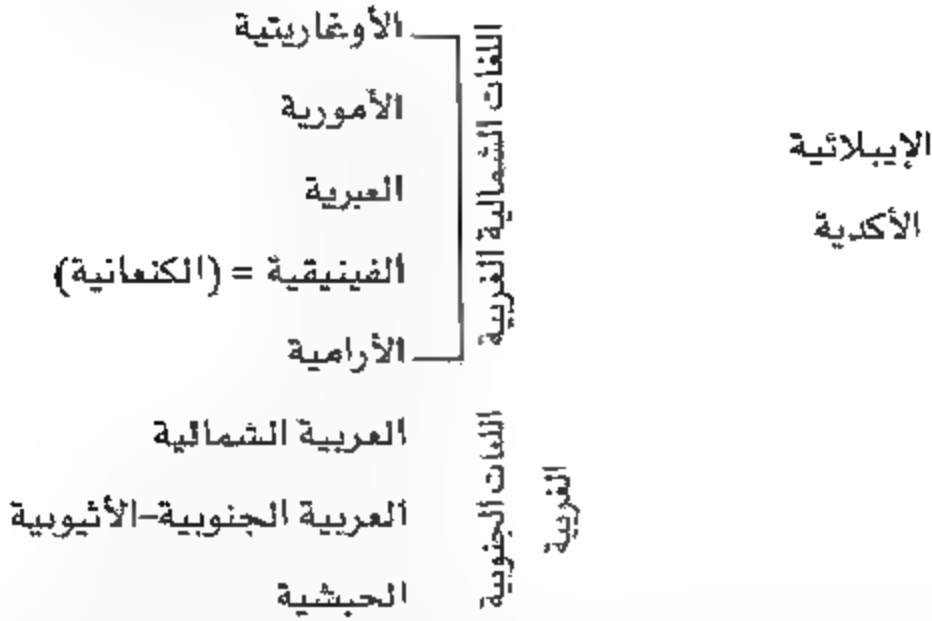 الإيبلائية
الأكدية
اللغات الشمالية الغربية
الأوغاريتية
الأمورية
العبرية
الفينيقية = (الكنعانية)
الأرامية
اللغات الجنوبية
الغربية
العربية الشمالية
العربية الجنوبية-الأثيوبية
الحبشية